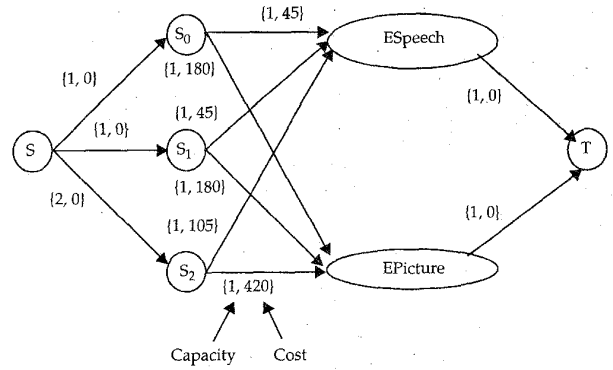 {1, 45}
S0
ESpeech
{1, 180}
{1, 0}
{1, 0}
{1, 45}
{1, 0}
S
S1
T
{1, 180}
{2, 0}
{1, 0}
{1, 105}
S2
EPicture
{1, 420}
Capacity Cost